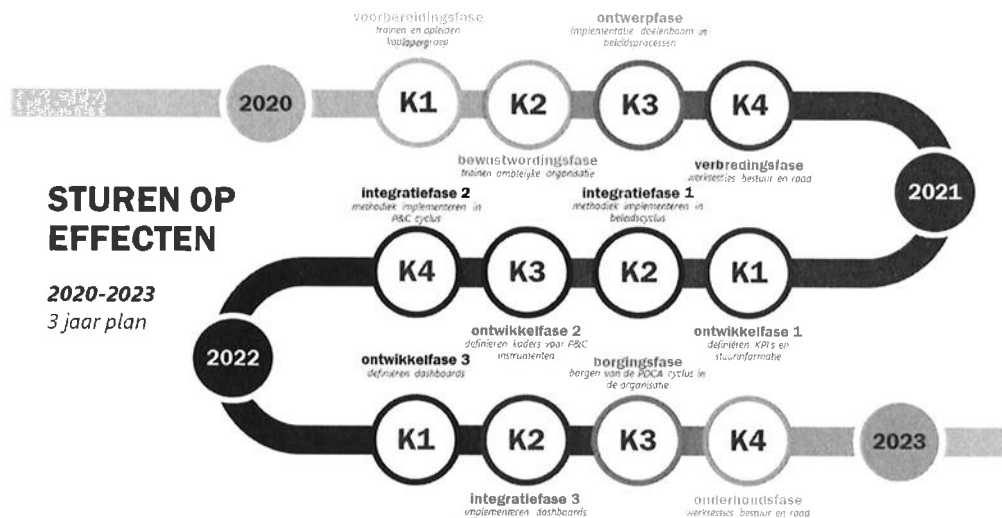 voorbereidingsfase
trainen en opleiden
koplopergroep
ontwerpfase
implementatie doelenboom in
beleidsprocessen
2020
K1
K2
K3
K4
bewustwordingsfase
trainen ambtelijke organisatie
verbredingsfase
werksessies bestuur en raad
2021
STUREN OP
EFFECTEN
2020-2023
3 jaar plan
integratiefase 2
methodiek implementeren in
P&C cyclus
integratiefase 1
methodiek implementeren in
beleidscyclus
K4
K3
K2
K1
ontwikkelfase 2
definiëren kaders voor P&C
instrumenten
ontwikkelfase 1
definiëren KPI's en
stuurinformatie
2022
ontwikkelfase 3
definiëren dashboards
borgingsfase
borgen van de PDCA cyclus in
de organisatie
K1
K2
K3
K4
2023
integratiefase 3
implementeren dashboards
onderhoudsfase
werksessies bestuur en raad